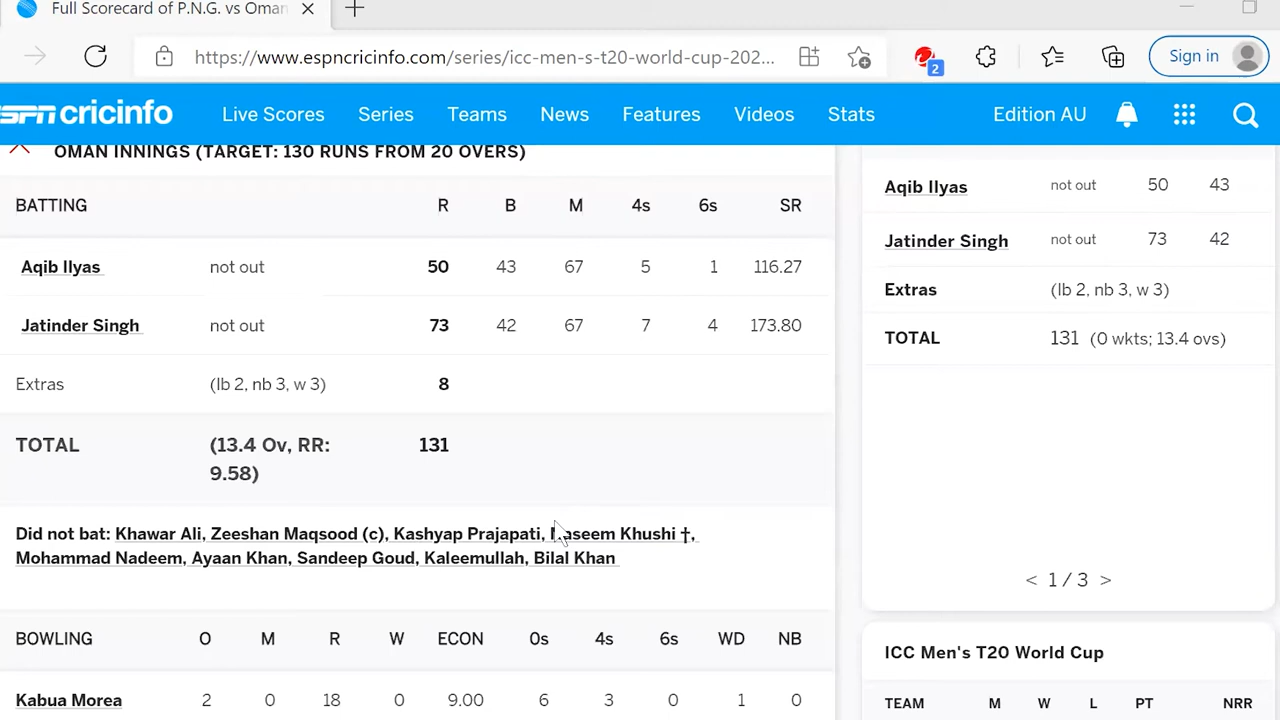 Full Scorecard of P.N.G. vs Oman
https://www.espncricinfo.com/series/icc-men-s-t20-world-cup-202...
2
Sign in
ESPN cricinfo
Live Scores Series Teams News Features Videos Stats Edition AU
OMAN INNINGS (TARGET: 130 RUNS FROM 20 OVERS)
BATTING R B M 4s 6s SR
Aqib Ilyas not out 50 43 67 5 1 116.27
Jatinder Singh not out 73 42 67 7 4 173.80
Extras (lb 2, nb 3, w 3) 8
TOTAL (13.4 Ov, RR: 131
9.58)
Did not bat: Khawar Ali, Zeeshan Maqsood (c), Kashyap Prajapati, Naseem Khushi †,
Mohammad Nadeem, Ayaan Khan, Sandeep Goud, Kaleemullah, Bilal Khan
BOWLING O M R W ECON 0s 4s 6s WD NB
Kabua Morea 2 0 18 0 9.00 6 3 0 1 0
Aqib Ilyas not out 50 43
Jatinder Singh not out 73 42
Extras (lb 2, nb 3, w 3)
TOTAL 131 (0 wkts; 13.4 ovs)
< 1 / 3 >
ICC Men's T20 World Cup
TEAM M W L PT NRR